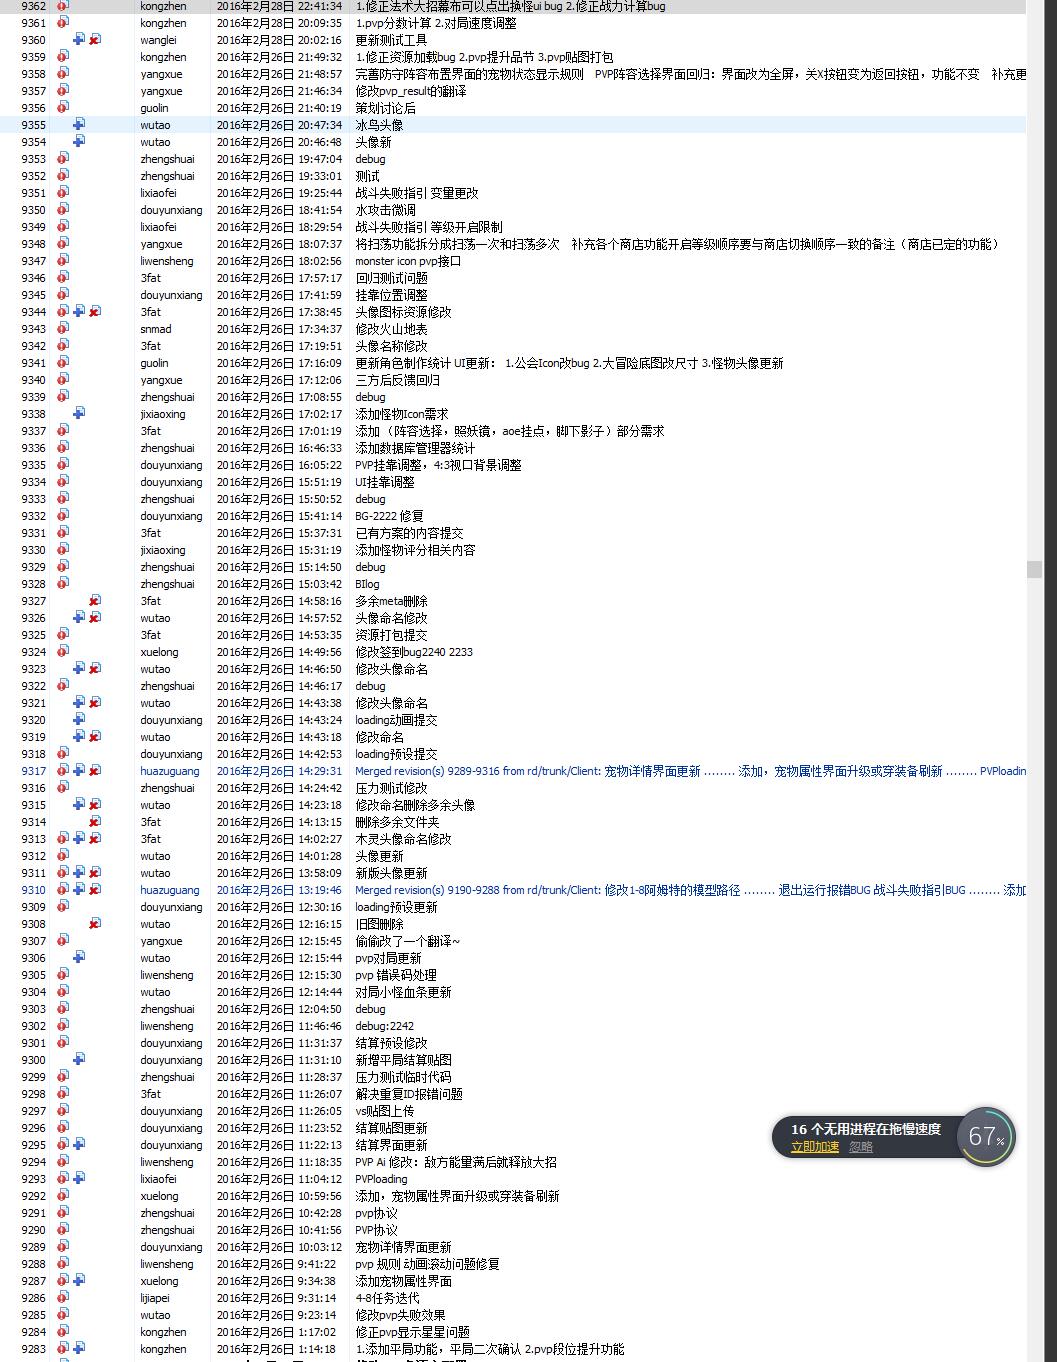 9362 kongzhen 2016年2月28日 22:41:34 1.修正法术大招幕布可以点出换怪ui bug 2.修正战力计算bug
9361 kongzhen 2016年2月28日 20:09:35 1.pvp分数计算 2.对局速度调整
9360 wanglei 2016年2月28日 20:02:16 更新测试工具
9359 kongzhen 2016年2月26日 21:49:32 1.修正资源加载bug 2.pvp提升品节 3.pvp贴图打包
9358 yangxue 2016年2月26日 21:48:57 完善防守阵容布置界面的宠物状态显示规则 PVP阵容选择界面回归：界面改为全屏，关X按钮变为返回按钮，功能不变 补充更
9357 yangxue 2016年2月26日 21:46:34 修改pvp_result的翻译
9356 guolin 2016年2月26日 21:40:19 策划讨论后
9355 wutao 2016年2月26日 20:47:34 冰鸟头像
9354 wutao 2016年2月26日 20:46:48 头像新
9353 zhengshuai 2016年2月26日 19:47:04 debug
9352 zhengshuai 2016年2月26日 19:33:01 测试
9351 lixiaofei 2016年2月26日 19:25:44 战斗失败指引 变量更改
9350 douyunxiang 2016年2月26日 18:41:54 水攻击微调
9349 lixiaofei 2016年2月26日 18:29:54 战斗失败指引 等级开启限制
9348 yangxue 2016年2月26日 18:07:37 将扫荡功能拆分成扫荡一次和扫荡多次 补充各个商店功能开启等级顺序要与商店切换顺序一致的备注（商店已定的功能）
9347 liwensheng 2016年2月26日 18:02:56 monster icon pvp接口
9346 3fat 2016年2月26日 17:57:17 回归测试问题
9345 douyunxiang 2016年2月26日 17:41:59 挂靠位置调整
9344 3fat 2016年2月26日 17:38:45 头像图标资源修改
9343 snmad 2016年2月26日 17:34:37 修改火山地表
9342 3fat 2016年2月26日 17:19:51 头像名称修改
9341 guolin 2016年2月26日 17:16:09 更新角色制作统计 UI更新： 1.公会Icon改bug 2.大冒险底图改尺寸 3.怪物头像更新
9340 yangxue 2016年2月26日 17:12:06 三方后反馈回归
9339 zhengshuai 2016年2月26日 17:08:55 debug
9338 jixiaoxing 2016年2月26日 17:02:17 添加怪物Icon需求
9337 3fat 2016年2月26日 17:01:19 添加 （阵容选择，照妖镜，aoe挂点，脚下影子）部分需求
9336 zhengshuai 2016年2月26日 16:46:33 添加数据库管理器统计
9335 douyunxiang 2016年2月26日 16:05:22 PVP挂靠调整，4:3视口背景调整
9334 douyunxiang 2016年2月26日 15:51:19 UI挂靠调整
9333 zhengshuai 2016年2月26日 15:50:52 debug
9332 douyunxiang 2016年2月26日 15:41:14 BG-2222 修复
9331 3fat 2016年2月26日 15:37:31 已有方案的内容提交
9330 jixiaoxing 2016年2月26日 15:31:19 添加怪物评分相关内容
9329 zhengshuai 2016年2月26日 15:14:50 debug
9328 zhengshuai 2016年2月26日 15:03:42 BIlog
9327 3fat 2016年2月26日 14:58:16 多余meta删除
9326 wutao 2016年2月26日 14:57:52 头像命名修改
9325 3fat 2016年2月26日 14:53:35 资源打包提交
9324 xuelong 2016年2月26日 14:49:56 修改签到bug2240 2233
9323 wutao 2016年2月26日 14:46:50 修改头像命名
9322 zhengshuai 2016年2月26日 14:46:17 debug
9321 wutao 2016年2月26日 14:43:38 修改头像命名
9320 douyunxiang 2016年2月26日 14:43:24 loading动画提交
9319 wutao 2016年2月26日 14:43:18 修改命名
9318 douyunxiang 2016年2月26日 14:42:53 loading预设提交
9317 huazuguang 2016年2月26日 14:29:31 Merged revision(s) 9289-9316 from rd/trunk/Client: 宠物详情界面更新 ........ 添加，宠物属性界面升级或穿装备刷新 ........ PVPloadin
9316 zhengshuai 2016年2月26日 14:24:42 压力测试修改
9315 wutao 2016年2月26日 14:23:18 修改命名删除多余头像
9314 3fat 2016年2月26日 14:13:15 删除多余文件夹
9313 3fat 2016年2月26日 14:02:27 木灵头像命名修改
9312 wutao 2016年2月26日 14:01:28 头像更新
9311 wutao 2016年2月26日 13:58:09 新版头像更新
9310 huazuguang 2016年2月26日 13:19:46 Merged revision(s) 9190-9288 from rd/trunk/Client: 修改1-8阿姆特的模型路径 ........ 退出运行报错BUG 战斗失败指引BUG ........ 添加
9309 douyunxiang 2016年2月26日 12:30:16 loading预设更新
9308 wutao 2016年2月26日 12:16:15 旧图删除
9307 yangxue 2016年2月26日 12:15:45 偷偷改了一个翻译~
9306 wutao 2016年2月26日 12:15:44 pvp对局更新
9305 liwensheng 2016年2月26日 12:15:30 pvp 错误码处理
9304 wutao 2016年2月26日 12:14:44 对局小怪血条更新
9303 zhengshuai 2016年2月26日 12:04:50 debug
9302 liwensheng 2016年2月26日 11:46:46 debug:2242
9301 douyunxiang 2016年2月26日 11:31:37 结算预设修改
9300 douyunxiang 2016年2月26日 11:31:10 新增平局结算贴图
9299 zhengshuai 2016年2月26日 11:28:37 压力测试临时代码
9298 3fat 2016年2月26日 11:26:07 解决重复ID报错问题
9297 douyunxiang 2016年2月26日 11:26:05 vs贴图上传
9296 douyunxiang 2016年2月26日 11:23:52 结算贴图更新
9295 douyunxiang 2016年2月26日 11:22:13 结算界面更新
9294 liwensheng 2016年2月26日 11:18:35 PVP Ai 修改：敌方能量满后就释放大招
9293 lixiaofei 2016年2月26日 11:04:12 PVPloading
9292 xuelong 2016年2月26日 10:59:56 添加，宠物属性界面升级或穿装备刷新
9291 zhengshuai 2016年2月26日 10:42:28 pvp协议
9290 zhengshuai 2016年2月26日 10:41:56 PVP协议
9289 douyunxiang 2016年2月26日 10:03:12 宠物详情界面更新
9288 liwensheng 2016年2月26日 9:41:22 pvp 规则 动画滚动问题修复
9287 xuelong 2016年2月26日 9:34:38 添加宠物属性界面
9286 lijiapei 2016年2月26日 9:31:14 4-8任务迭代
9285 wutao 2016年2月26日 9:23:14 修改pvp失败效果
9284 kongzhen 2016年2月26日 1:17:02 修正pvp显示星星问题
9283 kongzhen 2016年2月26日 1:14:18 1.添加平局功能，平局二次确认 2.pvp段位提升功能
16 个无用进程在拖慢速度
立即加速 忽略
67%